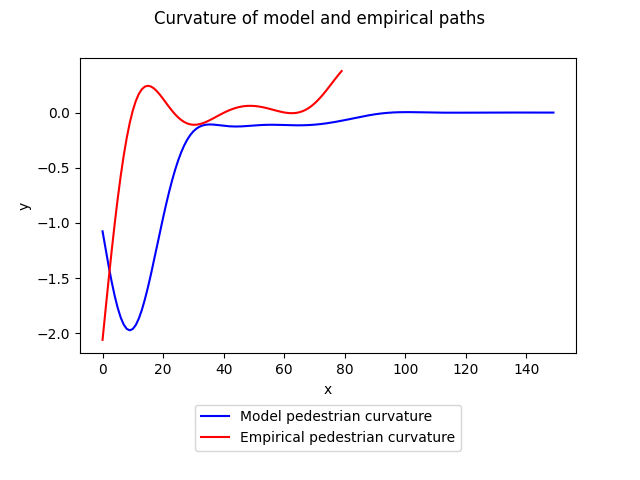 Curvature of model and empirical paths
0.0
−0.5
−1.0
−1.5
−2.0
y
0 20 40 60 80 100 120 140
x
Model pedestrian curvature
Empirical pedestrian curvature